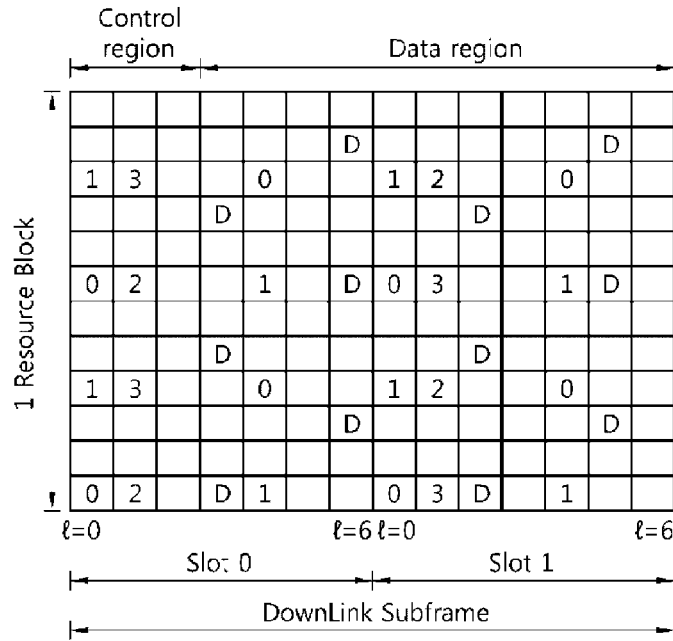 Control
region
Data region
D D
1 3 0 1 2 0
D D
1 Resource Block
0 2 1 D 0 3 1 D
D D
1 3 0 1 2 0
D D
0 2 D 1 0 3 D 1
ℓ=0 ℓ=6 ℓ=0 ℓ=6
Slot 0 Slot 1
DownLink Subframe